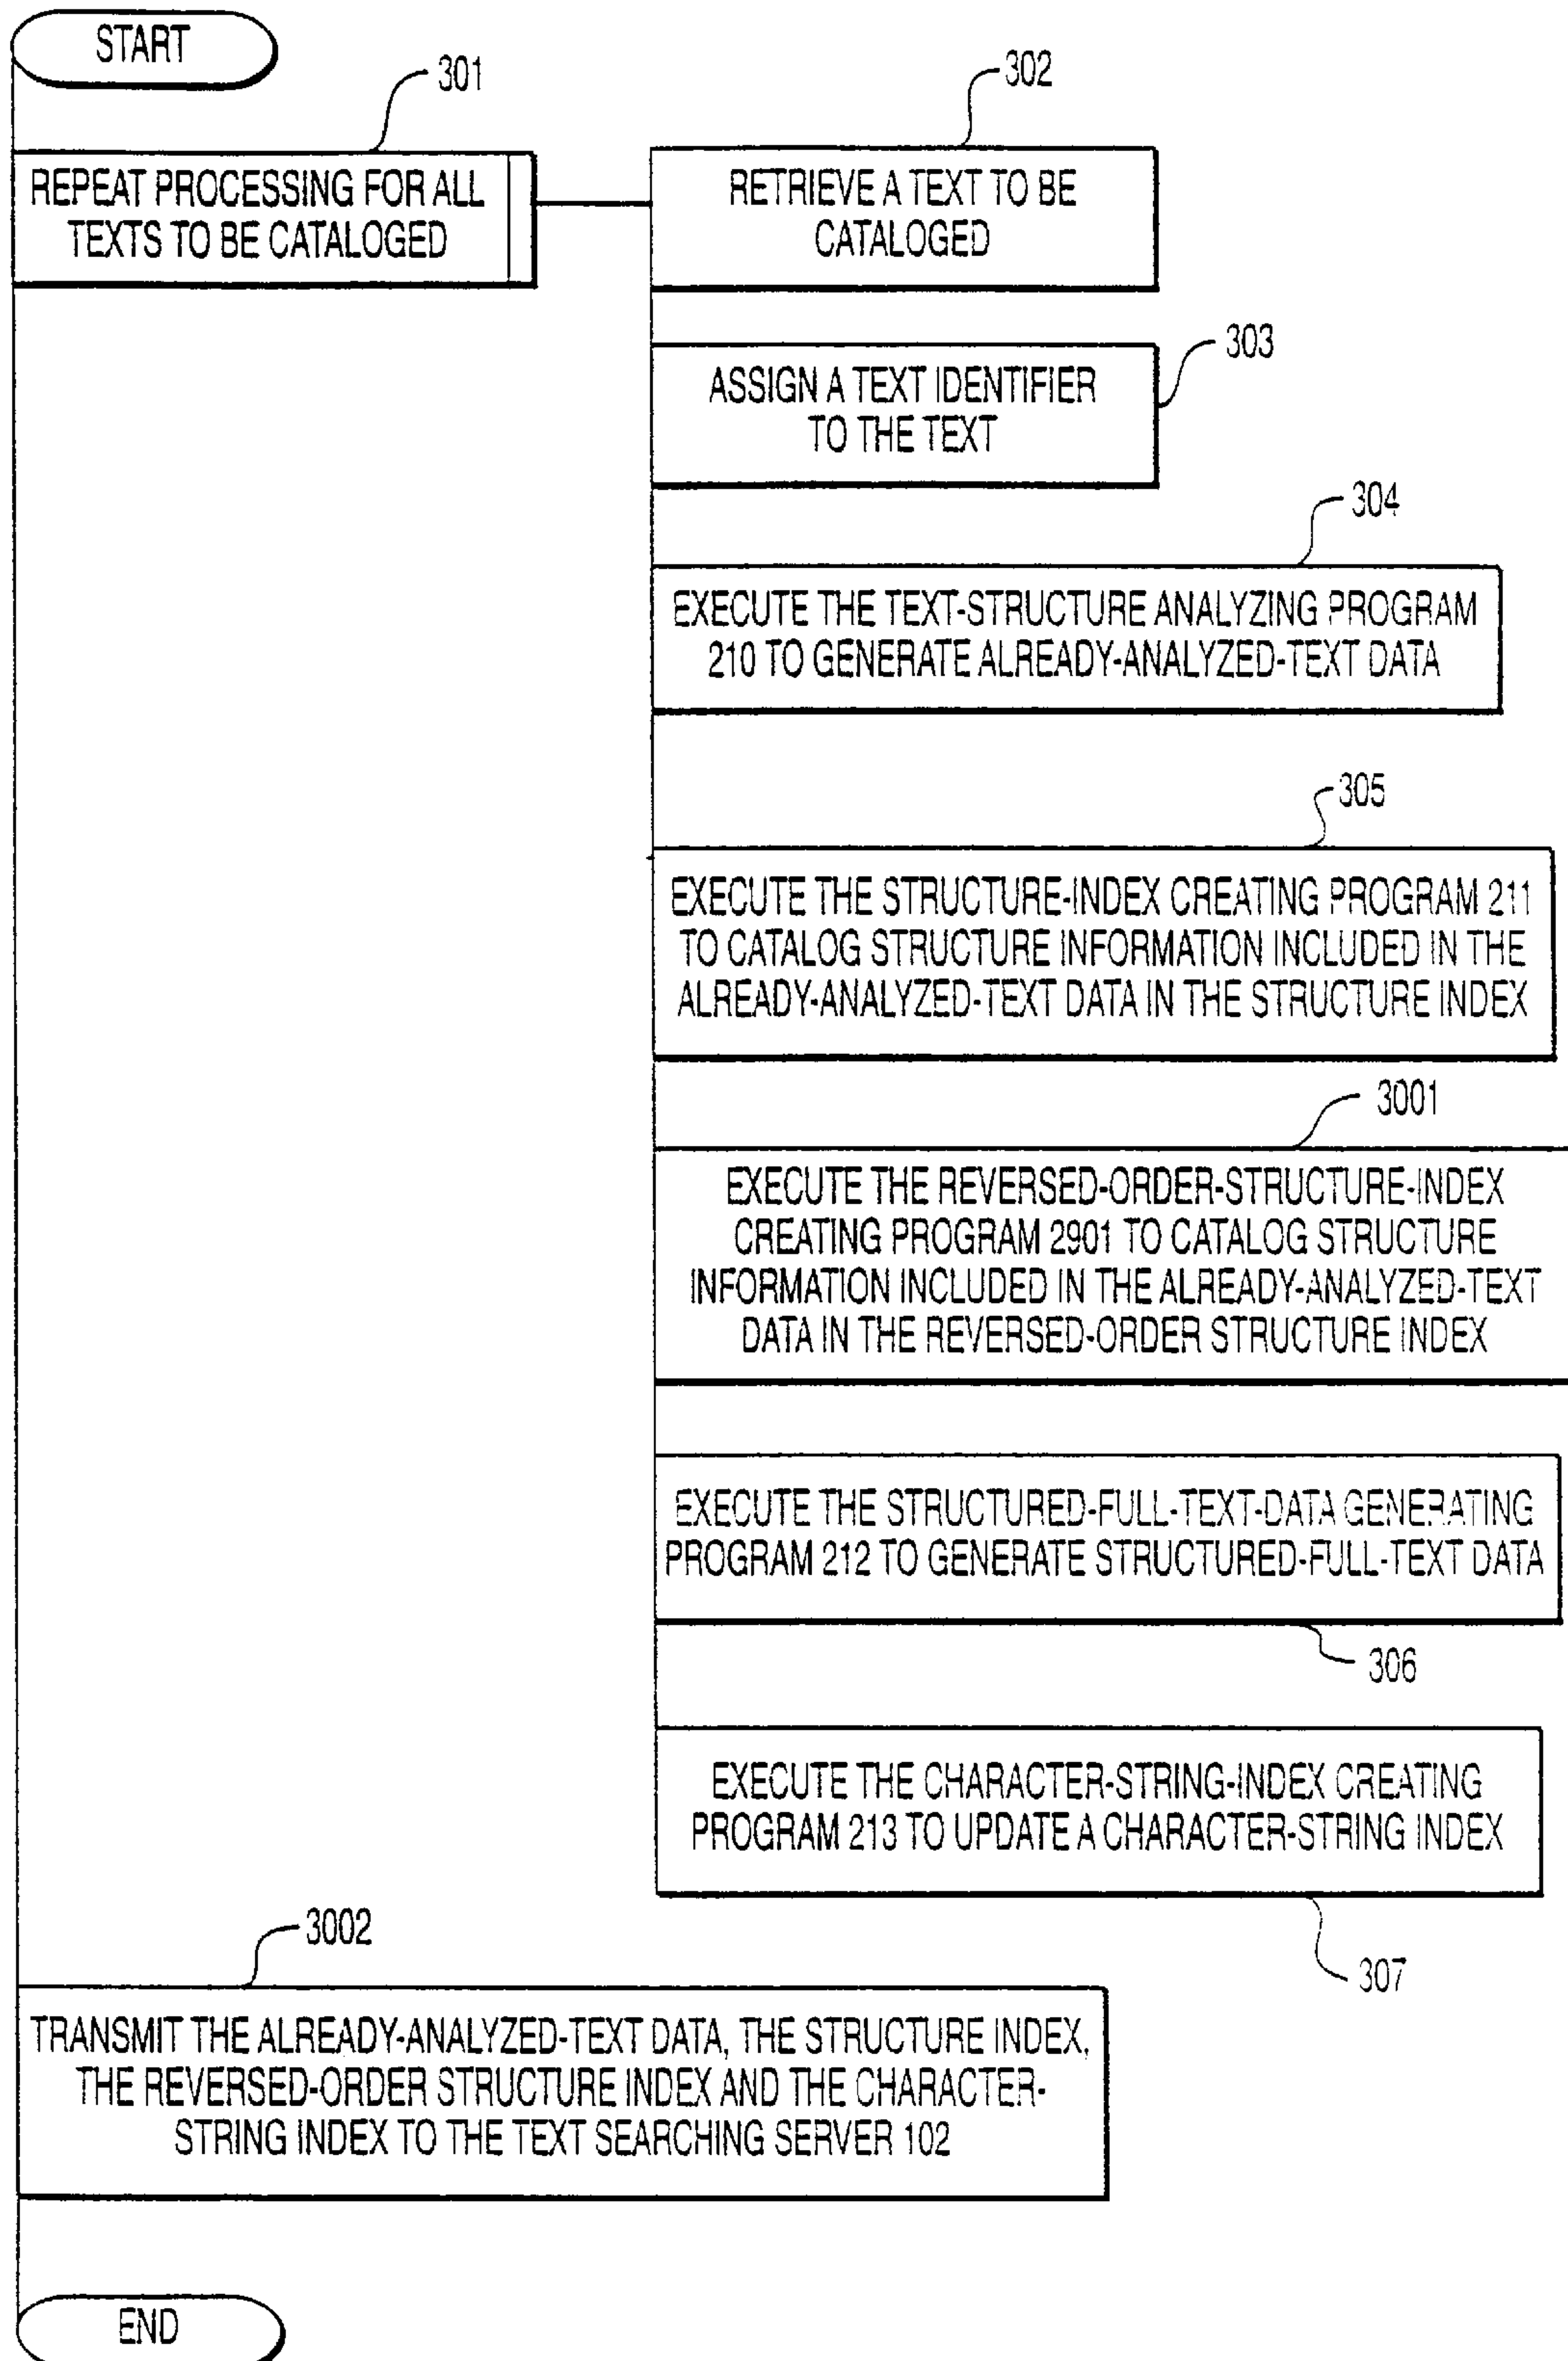 START
301
REPEAT PROCESSING FOR ALL
TEXTS TO BE CATALOGED
302
RETRIEVE A TEXT TO BE
CATALOGED
303
ASSIGN A TEXT IDENTIFIER
TO THE TEXT
304
EXECUTE THE TEXT-STRUCTURE ANALYZING PROGRAM
210 TO GENERATE ALREADY-ANALYZED-TEXT DATA
305
EXECUTE THE STRUCTURE-INDEX CREATING PROGRAM 211
TO CATALOG STRUCTURE INFORMATION INCLUDED IN THE
ALREADY-ANALYZED-TEXT DATA IN THE STRUCTURE INDEX
3001
EXECUTE THE REVERSED-ORDER-STRUCTURE-INDEX
CREATING PROGRAM 2901 TO CATALOG STRUCTURE
INFORMATION INCLUDED IN THE ALREADY-ANALYZED-TEXT
DATA IN THE REVERSED-ORDER STRUCTURE INDEX
EXECUTE THE STRUCTURED-FULL-TEXT-DATA GENERATING
PROGRAM 212 TO GENERATE STRUCTURED-FULL-TEXT DATA
306
EXECUTE THE CHARACTER-STRING-INDEX CREATING
PROGRAM 213 TO UPDATE A CHARACTER-STRING INDEX
307
3002
TRANSMIT THE ALREADY-ANALYZED-TEXT DATA, THE STRUCTURE INDEX,
THE REVERSED-ORDER STRUCTURE INDEX AND THE CHARACTER-
STRING INDEX TO THE TEXT SEARCHING SERVER 102
END